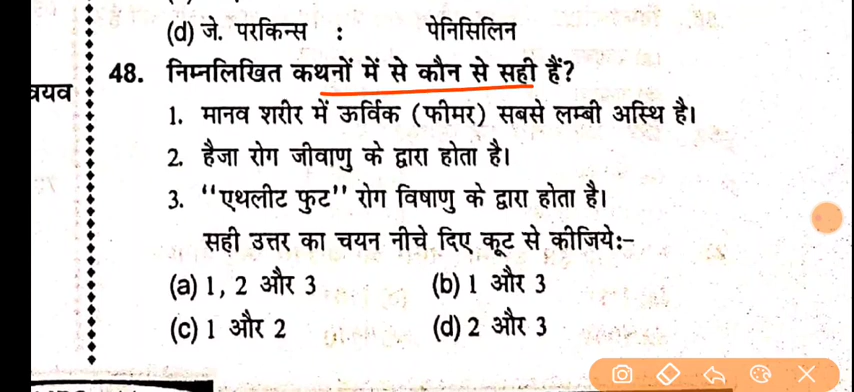 (d) जे. परकिन्स : पेनिसिलिन
48. निम्नलिखित कथनों में से कौन से सही हैं?
1. मानव शरीर में ऊर्विक (फीमर) सबसे लम्बी अस्थि है।
2. हैजा रोग जीवाणु के द्वारा होता है।
3. ‘‘एथलीट फुट’’ रोग विषाणु के द्वारा होता है।
सही उत्तर का चयन नीचे दिए कूट से कीजिये:-
(a) 1, 2 और 3 (b) 1 और 3
(c) 1 और 2 (d) 2 और 3